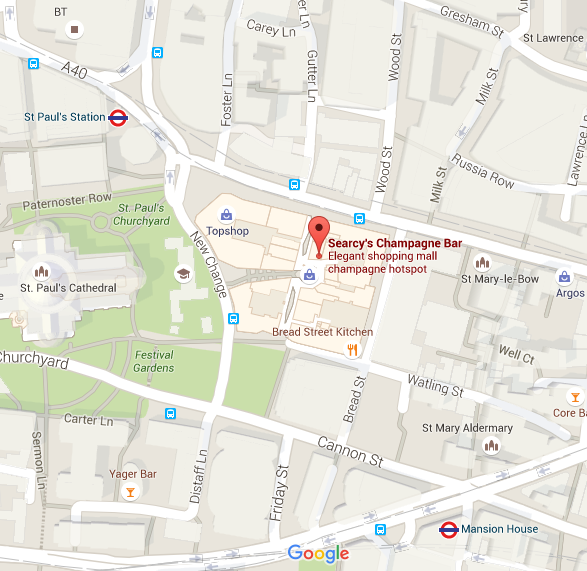 BT
Carey Ln
Gresham St
St Lawrence
A40
Foster Ln
Gutter Ln
Wood St
Milk St
St Paul's Station
Lawrence Ln
Russia Row
Milk St
Wood St
Paternoster Row
St. Paul's
Churchyard
Topshop
New Change
Searcy's Champagne Bar
Elegant shopping mall
champagne hotspot
St. Paul's Cathedral
St Mary-le-Bow
Argos
Bread Street Kitchen
Festival
Gardens
Churchyard
Well Ct
Watling St
Bread St
Core Ba
Carter Ln
St Mary Aldermary
Cannon St
Sermon Ln
Yager Bar
Distaff Ln
Friday St
Mansion House
Google